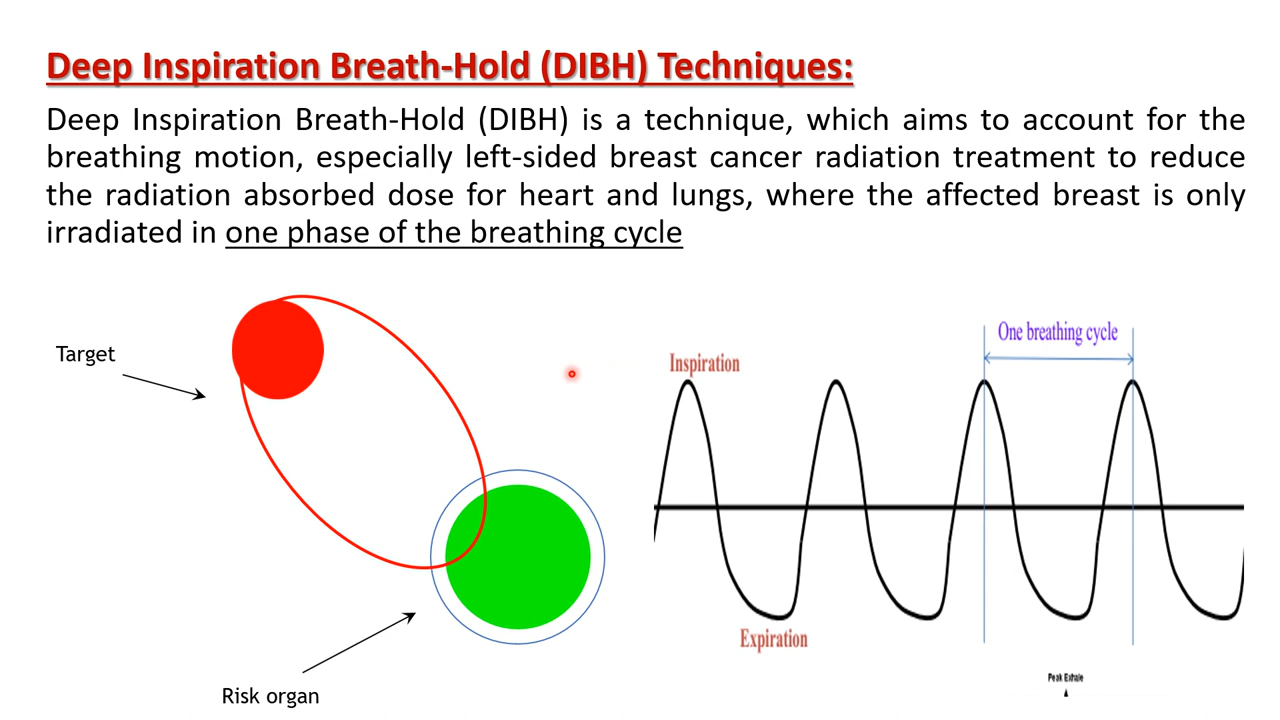 Deep Inspiration Breath-Hold (DIBH) Techniques:
Deep Inspiration Breath-Hold (DIBH) is a technique, which aims to account for the
breathing motion, especially left-sided breast cancer radiation treatment to reduce
the radiation absorbed dose for heart and lungs, where the affected breast is only
irradiated in one phase of the breathing cycle
One breathing cycle
Target
Inspiration
Expiration
Peak Exhale
Risk organ